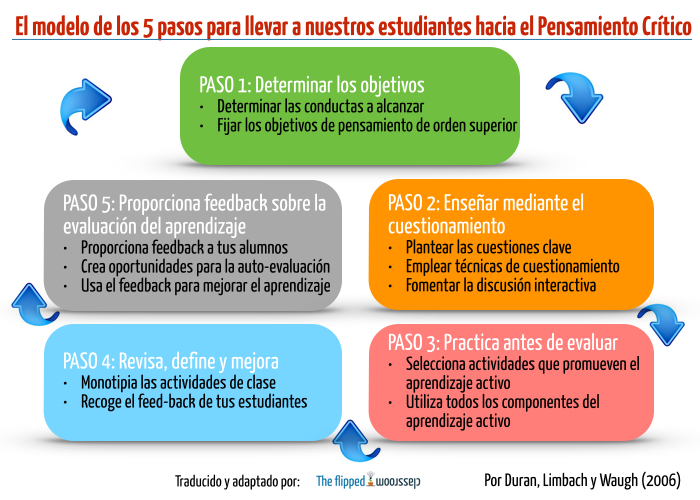 El modelo de los 5 pasos para llevar a nuestros estudiantes hacia el Pensamiento Crítico
PASO 1: Determinar los objetivos
• Determinar las conductas a alcanzar
• Fijar los objetivos de pensamiento de orden superior
PASO 2: Enseñar mediante el
cuestionamiento
• Plantear las cuestiones clave
• Emplear técnicas de cuestionamiento
• Fomentar la discusión interactiva
PASO 3: Practica antes de evaluar
• Selecciona actividades que promueven el
aprendizaje activo
• Utiliza todos los componentes del
aprendizaje activo
PASO 4: Revisa, define y mejora
• Monotipia las actividades de clase
• Recoge el feed-back de tus estudiantes
PASO 5: Proporciona feedback sobre la
evaluación del aprendizaje
• Proporciona feedback a tus alumnos
• Crea oportunidades para la auto-evaluación
• Usa el feedback para mejorar el aprendizaje
Traducido y adaptado por: The flipped classroom
Por Duran, Limbach y Waugh (2006)